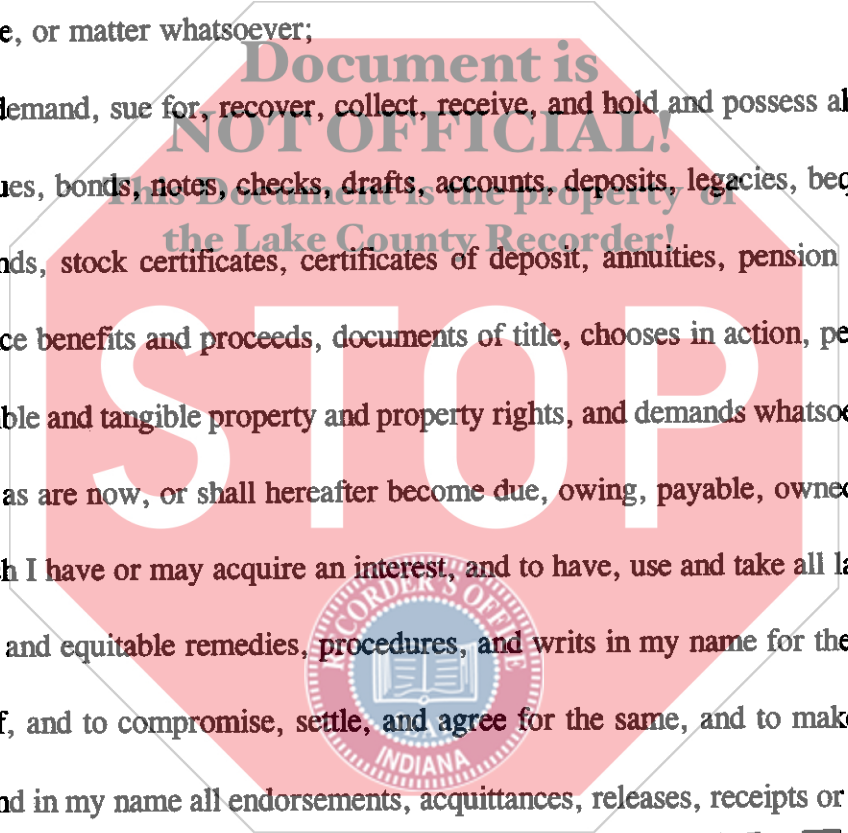 e, or matter whatsoever;
Document is
demand, sue for, recover, collect, receive, and hold and possess al
NOT OFFICIAL!
ues, bonds, notes, checks, drafts, accounts, deposits, legacies, beq
This Document is the property of
the Lake County Recorder!
nds, stock certificates, certificates of deposit, annuities, pension
STOP
ce benefits and proceeds, documents of title, chooses in action, pe
ble and tangible property and property rights, and demands whatsoe
as are now, or shall hereafter become due, owing, payable, owned
h I have or may acquire an interest, and to have, use and take all la
RECORDER'S OFFICE
and equitable remedies, procedures, and writs in my name for the
f, and to compromise, settle, and agree for the same, and to make
INDIANA
nd in my name all endorsements, acquittances, releases, receipts or